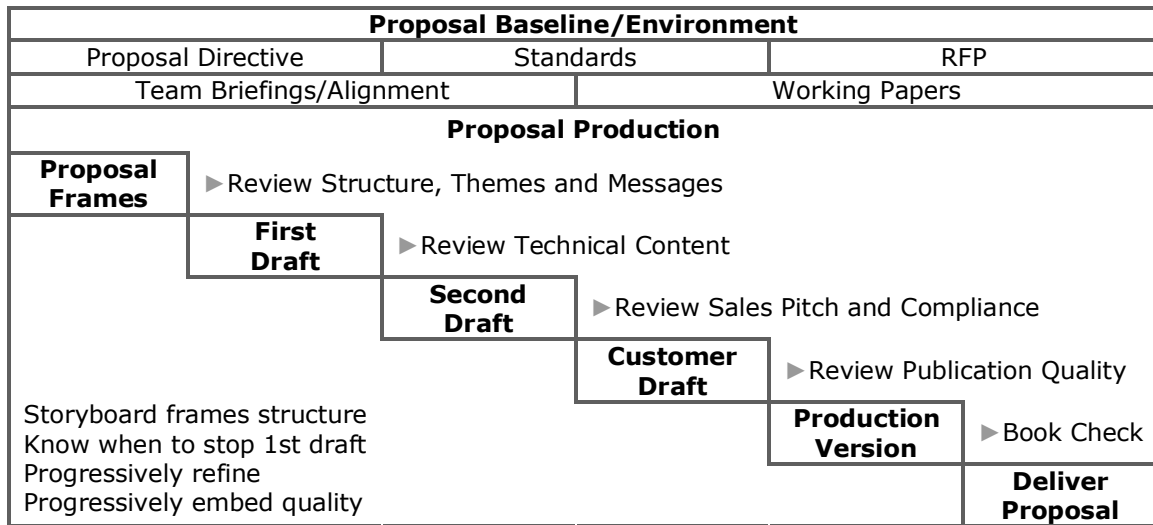 Proposal Baseline/Environment
Proposal Directive
Standards
RFP
Team Briefings/Alignment
Working Papers
Proposal Production
Proposal
Frames
►Review Structure, Themes and Messages
First
Draft
►Review Technical Content
Second
Draft
►Review Sales Pitch and Compliance
Customer
Draft
►Review Publication Quality
Production
Version
►Book Check
Deliver
Proposal
Storyboard frames structure
Know when to stop 1st draft
Progressively refine
Progressively embed quality